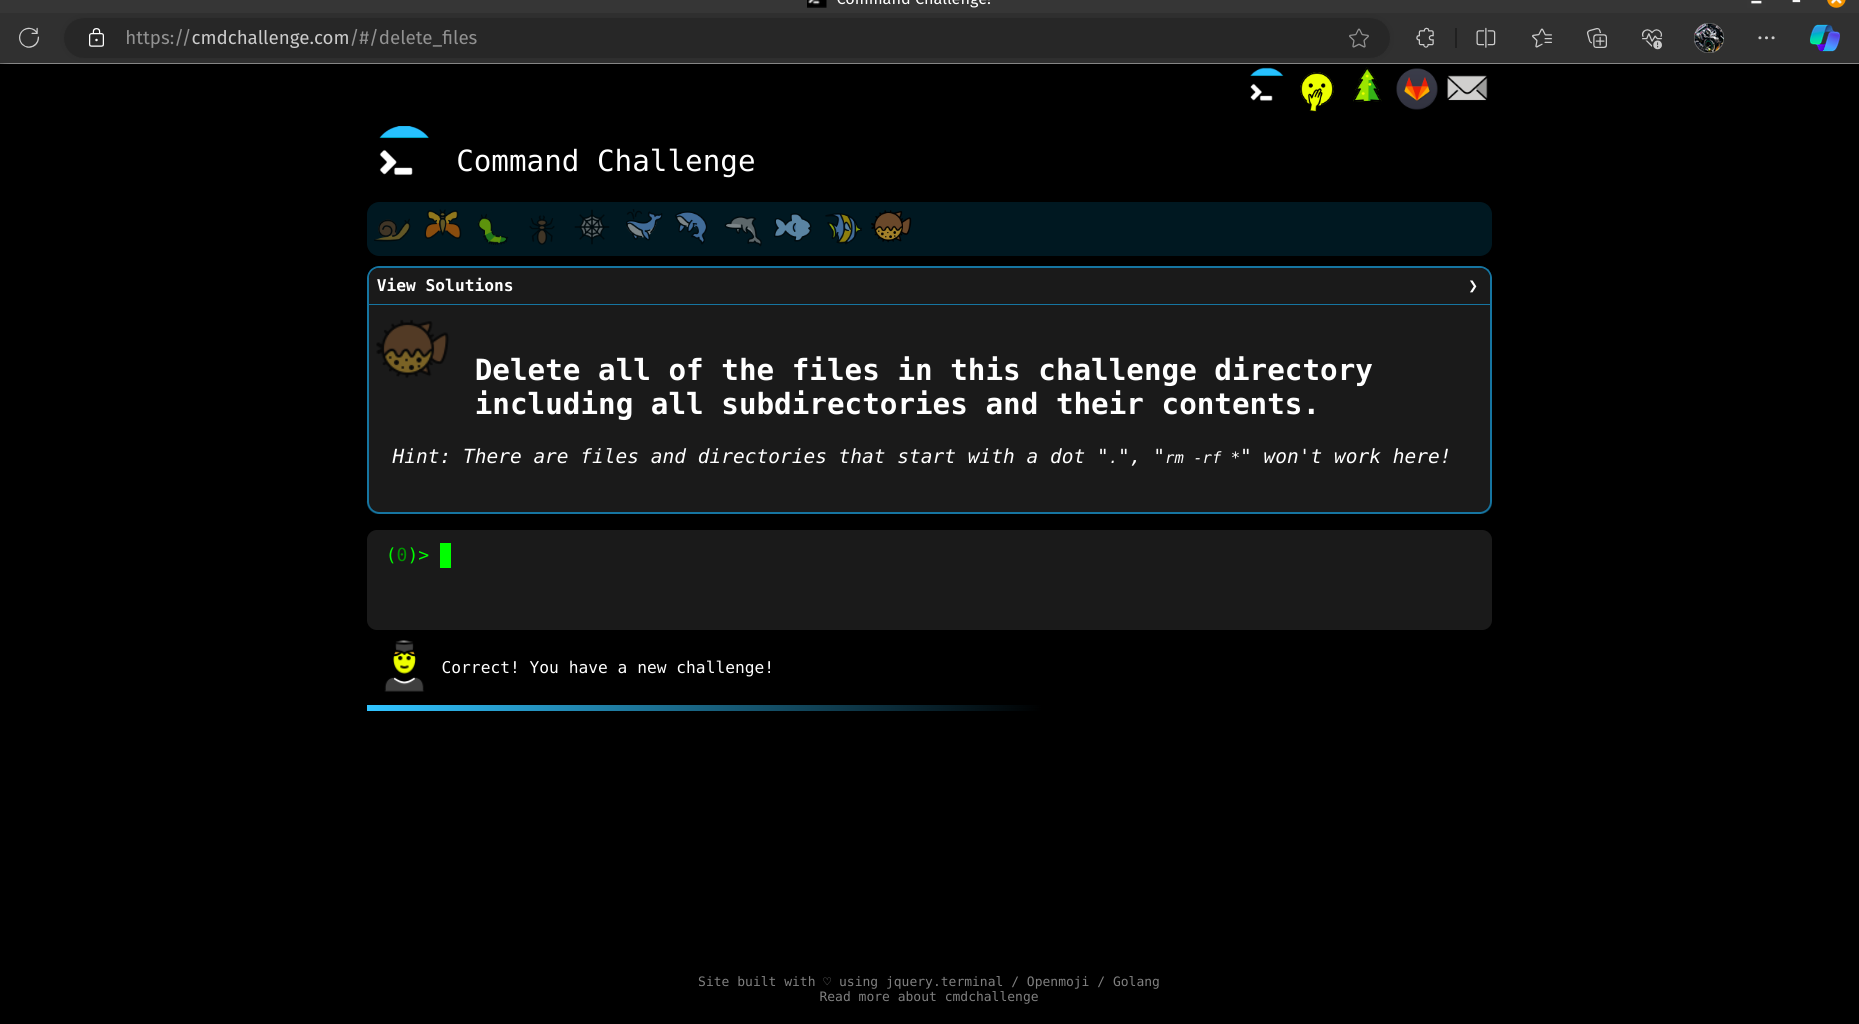 Command Challenge!
https://cmdchallenge.com/#/delete_files
Command Challenge
View Solutions
Delete all of the files in this challenge directory
including all subdirectories and their contents.
Hint: There are files and directories that start with a dot ".", "rm -rf *" won't work here!
(0)>
Correct! You have a new challenge!
Site built with ♡ using jquery.terminal / Openmoji / Golang
Read more about cmdchallenge